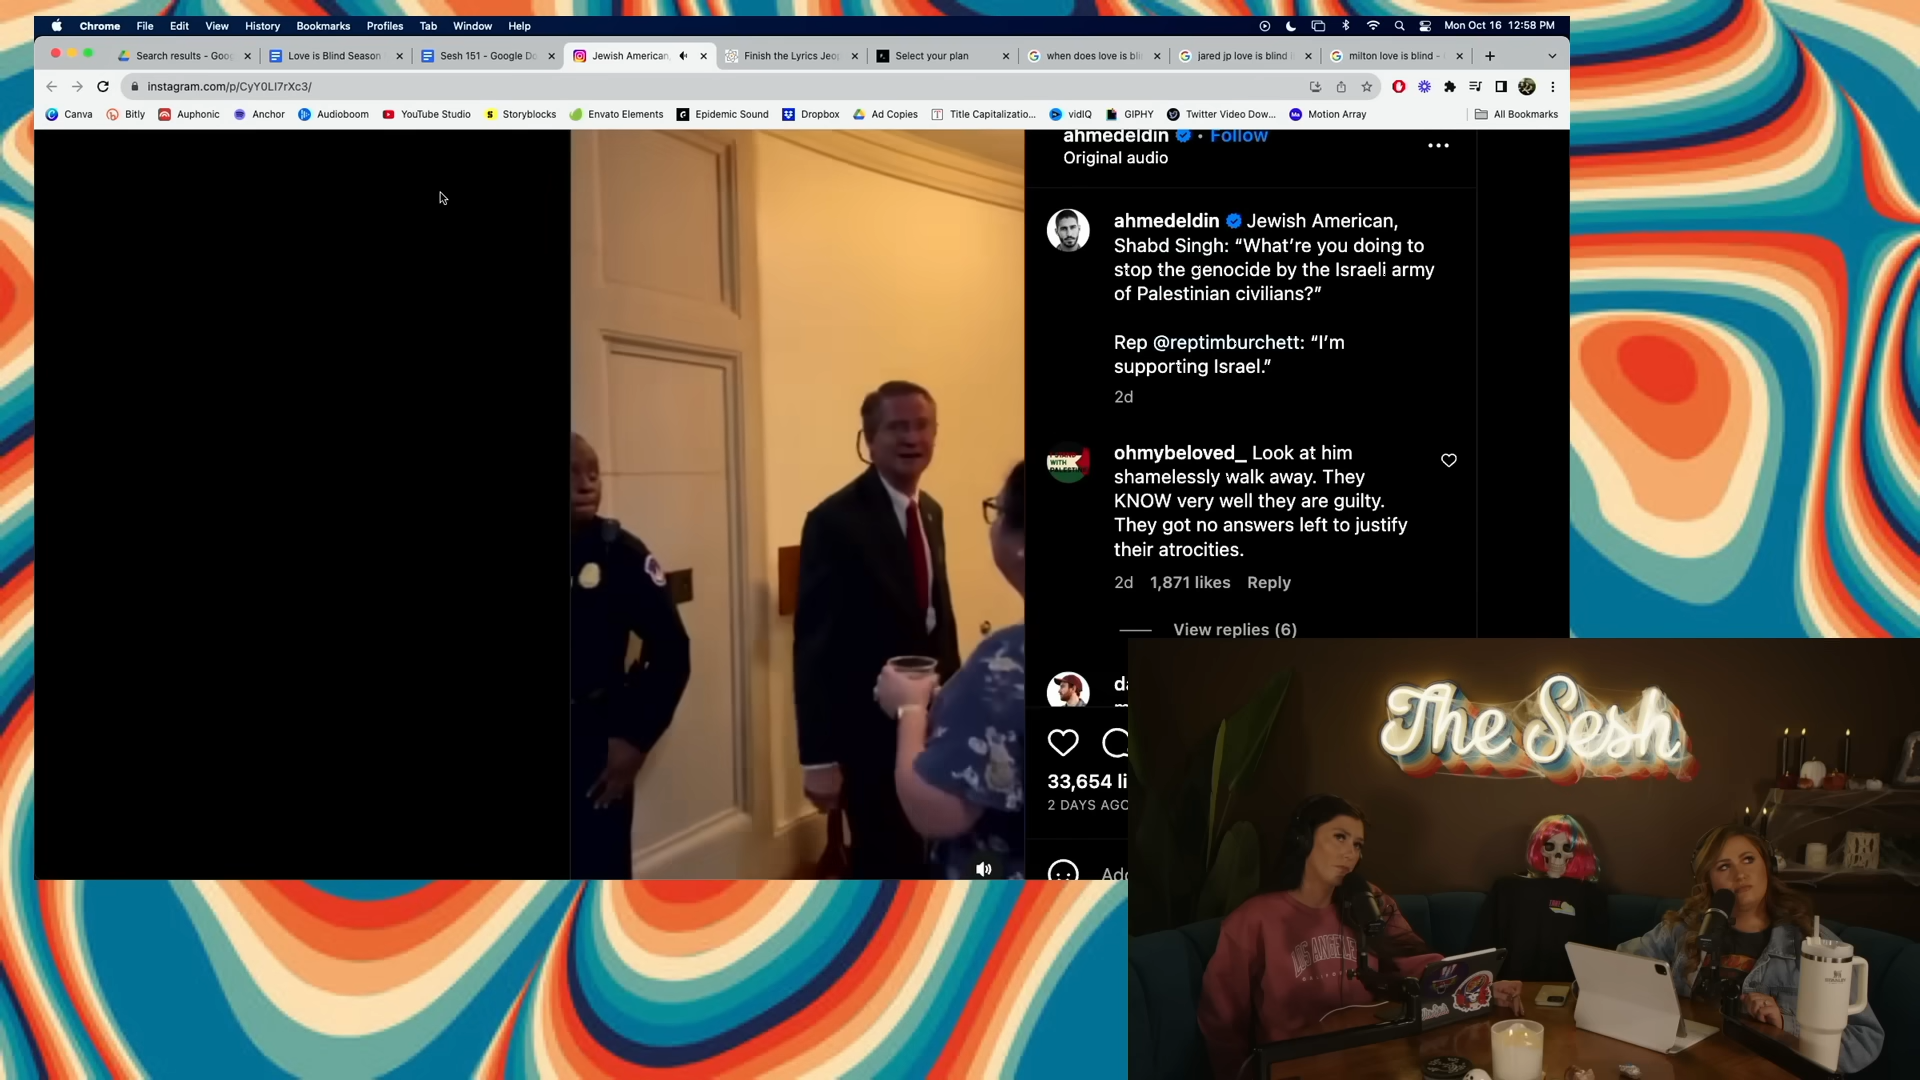 Chrome File Edit View History Bookmarks Profiles Tab Window Help Mon Oct 16 12:58 PM
Search results - Goo Love is Blind Season Sesh 151 - Google Do Jewish American, Finish the Lyrics Jeo Select your plan when does love is bli jared jp love is blind milton love is blind -
instagram.com/p/CyY0LI7rXc3/
Canva Bitly Auphonic Anchor Audioboom YouTube Studio Storyblocks Envato Elements Epidemic Sound Dropbox Ad Copies Title Capitalizatio... vidIQ GIPHY Twitter Video Dow... Motion Array All Bookmarks
ahmedeldin • Follow
Original audio
ahmedeldin Jewish American,
Shabd Singh: “What’re you doing to
stop the genocide by the Israeli army
of Palestinian civilians?”
Rep @reptimburchett: “I’m
supporting Israel.”
2d
ohmybeloved_ Look at him
shamelessly walk away. They
KNOW very well they are guilty.
They got no answers left to justify
their atrocities.
2d 1,871 likes Reply
View replies (6)
33,654 li
2 DAYS AGO
Ad
The Sesh
LOS ANGELE